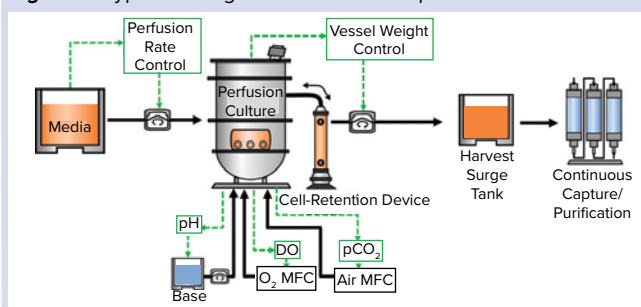 Perfusion
Rate
Control
Vessel Weight
Control
Media
Perfusion
Culture
Cell-Retention Device
Harvest
Surge
Tank
Continuous
Capture/
Purification
pH
DO
pCO₂
Base
O₂ MFC
Air MFC